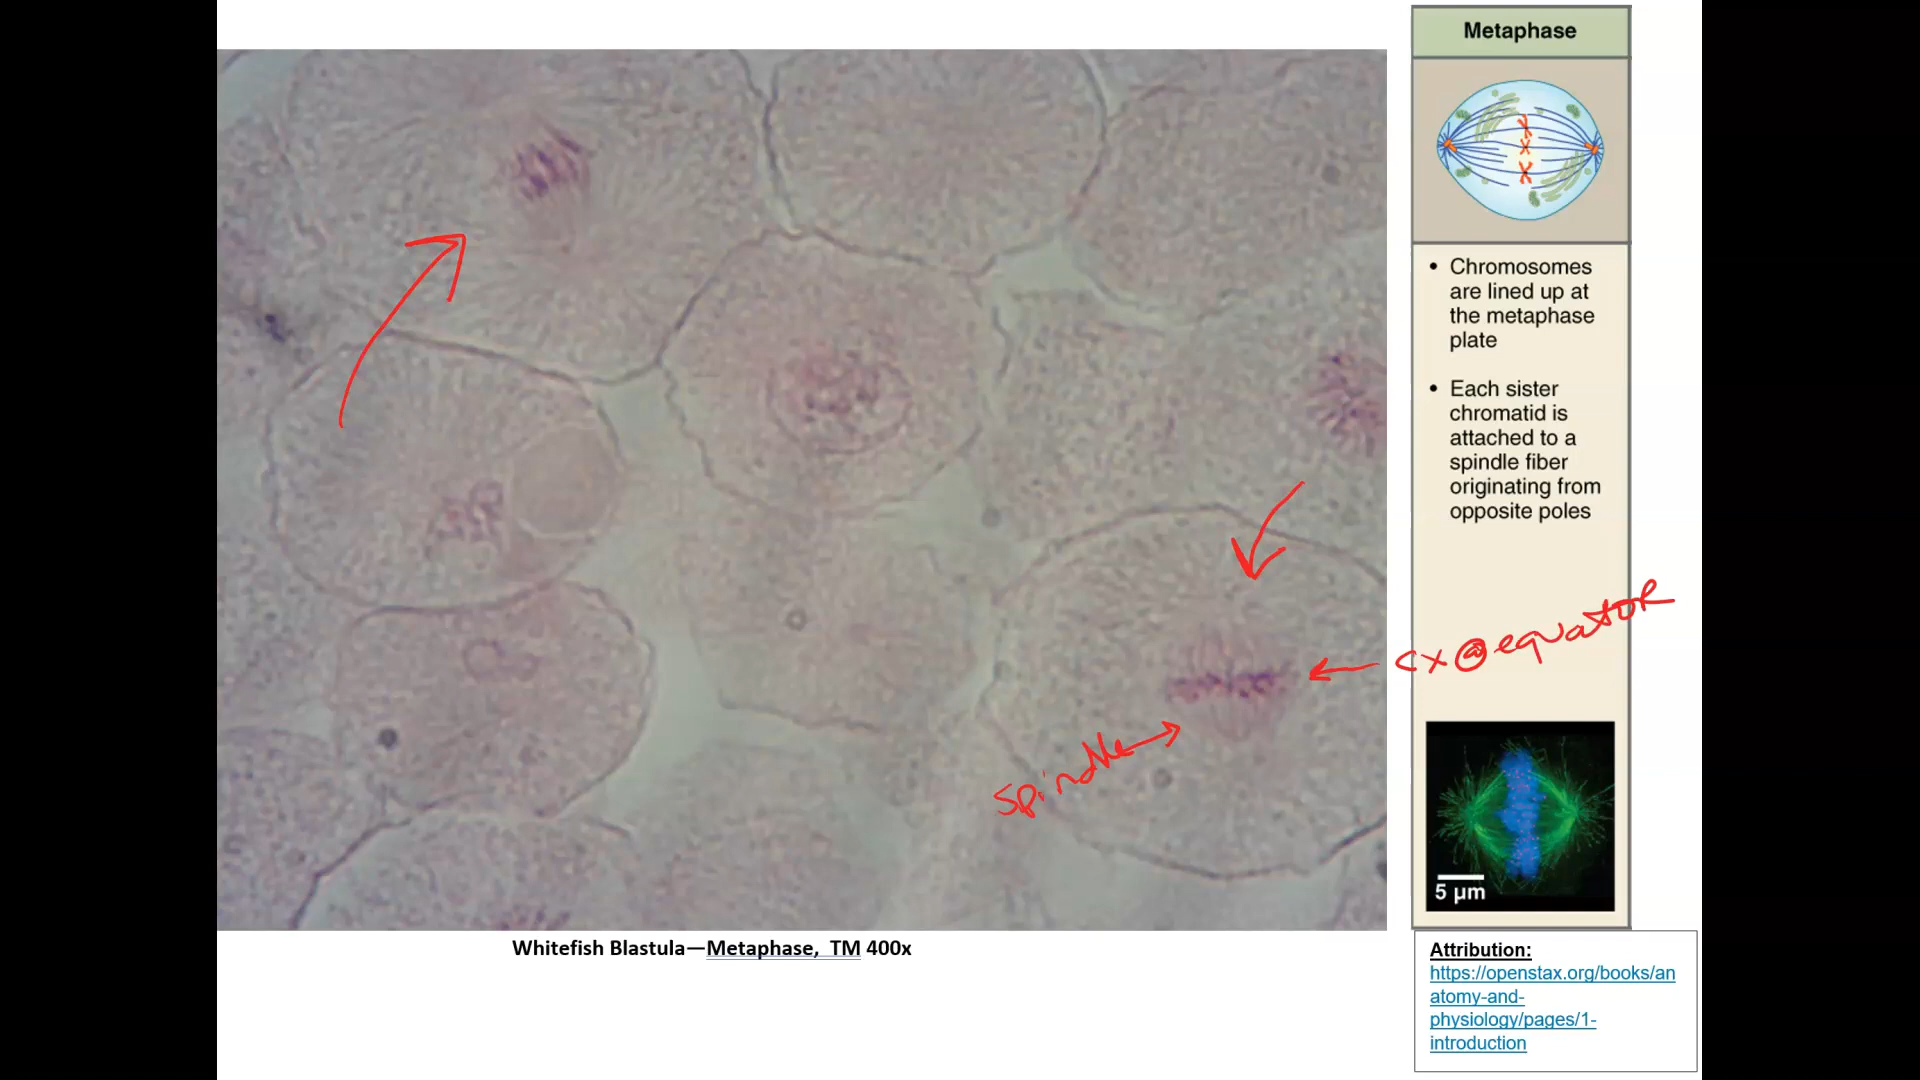 Metaphase
• Chromosomes
are lined up at
the metaphase
plate
• Each sister
chromatid is
attached to a
spindle fiber
originating from
opposite poles
cx@equator
Spindle
5 µm
Whitefish Blastula—Metaphase, TM 400x
Attribution:
https://openstax.org/books/an
atomy-and-
physiology/pages/1-
introduction